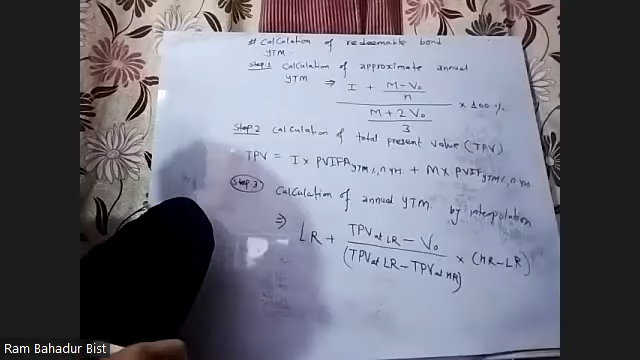 # Calculation of redeemable bond
YTM
Step.1 Calculation of approximate annual
YTM ⇒ I + M-V₀
n
M+2V₀ × 100%
3
Step.2 Calculation of total present value (TPV)
TPV = I × PVIFA YTM%, n yrs. + M× PVIF YTM%, n yrs.
Step 3 Calculation of annual YTM. by interpolation
⇒ LR + TPV at LR - V₀ × (HR-LR)
(TPV at LR - TPV at HR)
Ram Bahadur Bist